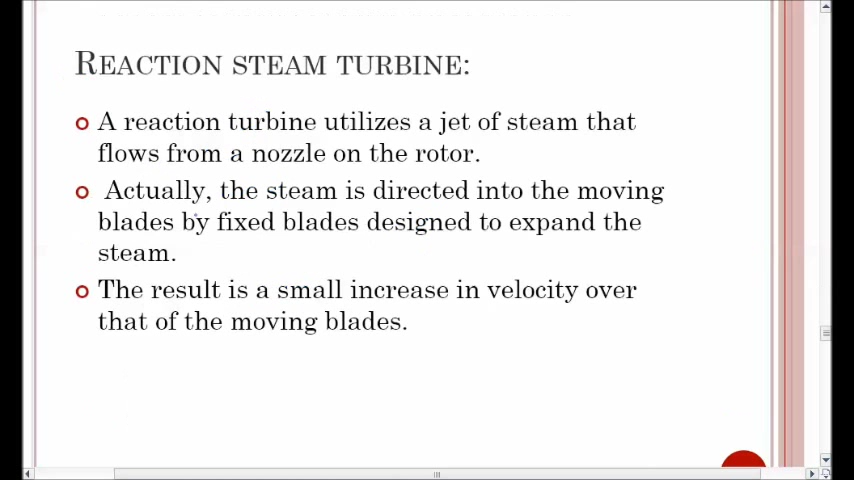 REACTION STEAM TURBINE:
A reaction turbine utilizes a jet of steam that
flows from a nozzle on the rotor.
Actually, the steam is directed into the moving
blades by fixed blades designed to expand the
steam.
The result is a small increase in velocity over
that of the moving blades.